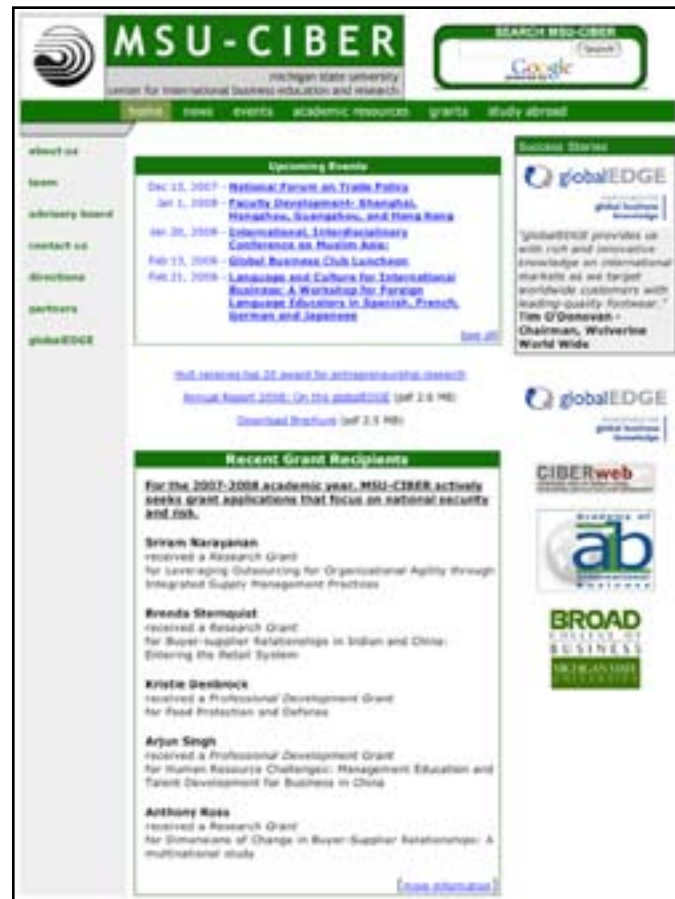 MSU-CIBER
michigan state university
center for international business education and research
SEARCH MSU-CIBER
Search
Google
home news events academic resources grants study abroad
about us
team
advisory board
contact us
directions
partners
globalEDGE
Upcoming Events
Dec 13, 2007 - National Forum on Trade Policy
Jan 1, 2008 - Faculty Development- Shanghai,
Hangzhou, Guangzhou, and Hong Kong
Jan 20, 2008 - International, Interdisciplinary
Conference on Muslim Asia:
Feb 13, 2008 - Global Business Club Luncheon
Feb 21, 2008 - Language and Culture for International
Business: A Workshop for Foreign
Language Educators in Spanish, French,
German and Japanese
See all
Hult receives top 20 award for entrepreneurship research
Annual Report 2006: On the globalEDGE (pdf 2.6 MB)
Download Brochure (pdf 2.5 MB)
Recent Grant Recipients
For the 2007-2008 academic year, MSU-CIBER actively
seeks grant applications that focus on national security
and risk.
Sriram Narayanan
received a Research Grant
for Leveraging Outsourcing for Organizational Agility through
Integrated Supply Management Practices
Brenda Sternquist
received a Research Grant
for Buyer-supplier Relationships in Indian and China:
Entering the Retail System
Kristie Denbrock
received a Professional Development Grant
for Food Protection and Defense
Arjun Singh
received a Professional Development Grant
for Human Resource Challenges: Management Education and
Talent Development for Business in China
Anthony Ross
received a Research Grant
for Dimensions of Change in Buyer-Supplier Relationships: A
multinational study
[more information]
Success Stories
globalEDGE
global business
knowledge
"globalEDGE provides us
with rich and innovative
knowledge on international
markets as we target
worldwide customers with
leading-quality footwear."
Tim O'Donovan -
Chairman, Wolverine
World Wide
globalEDGE
global business
knowledge
CIBERweb
Academy of
ab
International
Business
BROAD
COLLEGE OF
BUSINESS
MICHIGAN STATE
UNIVERSITY